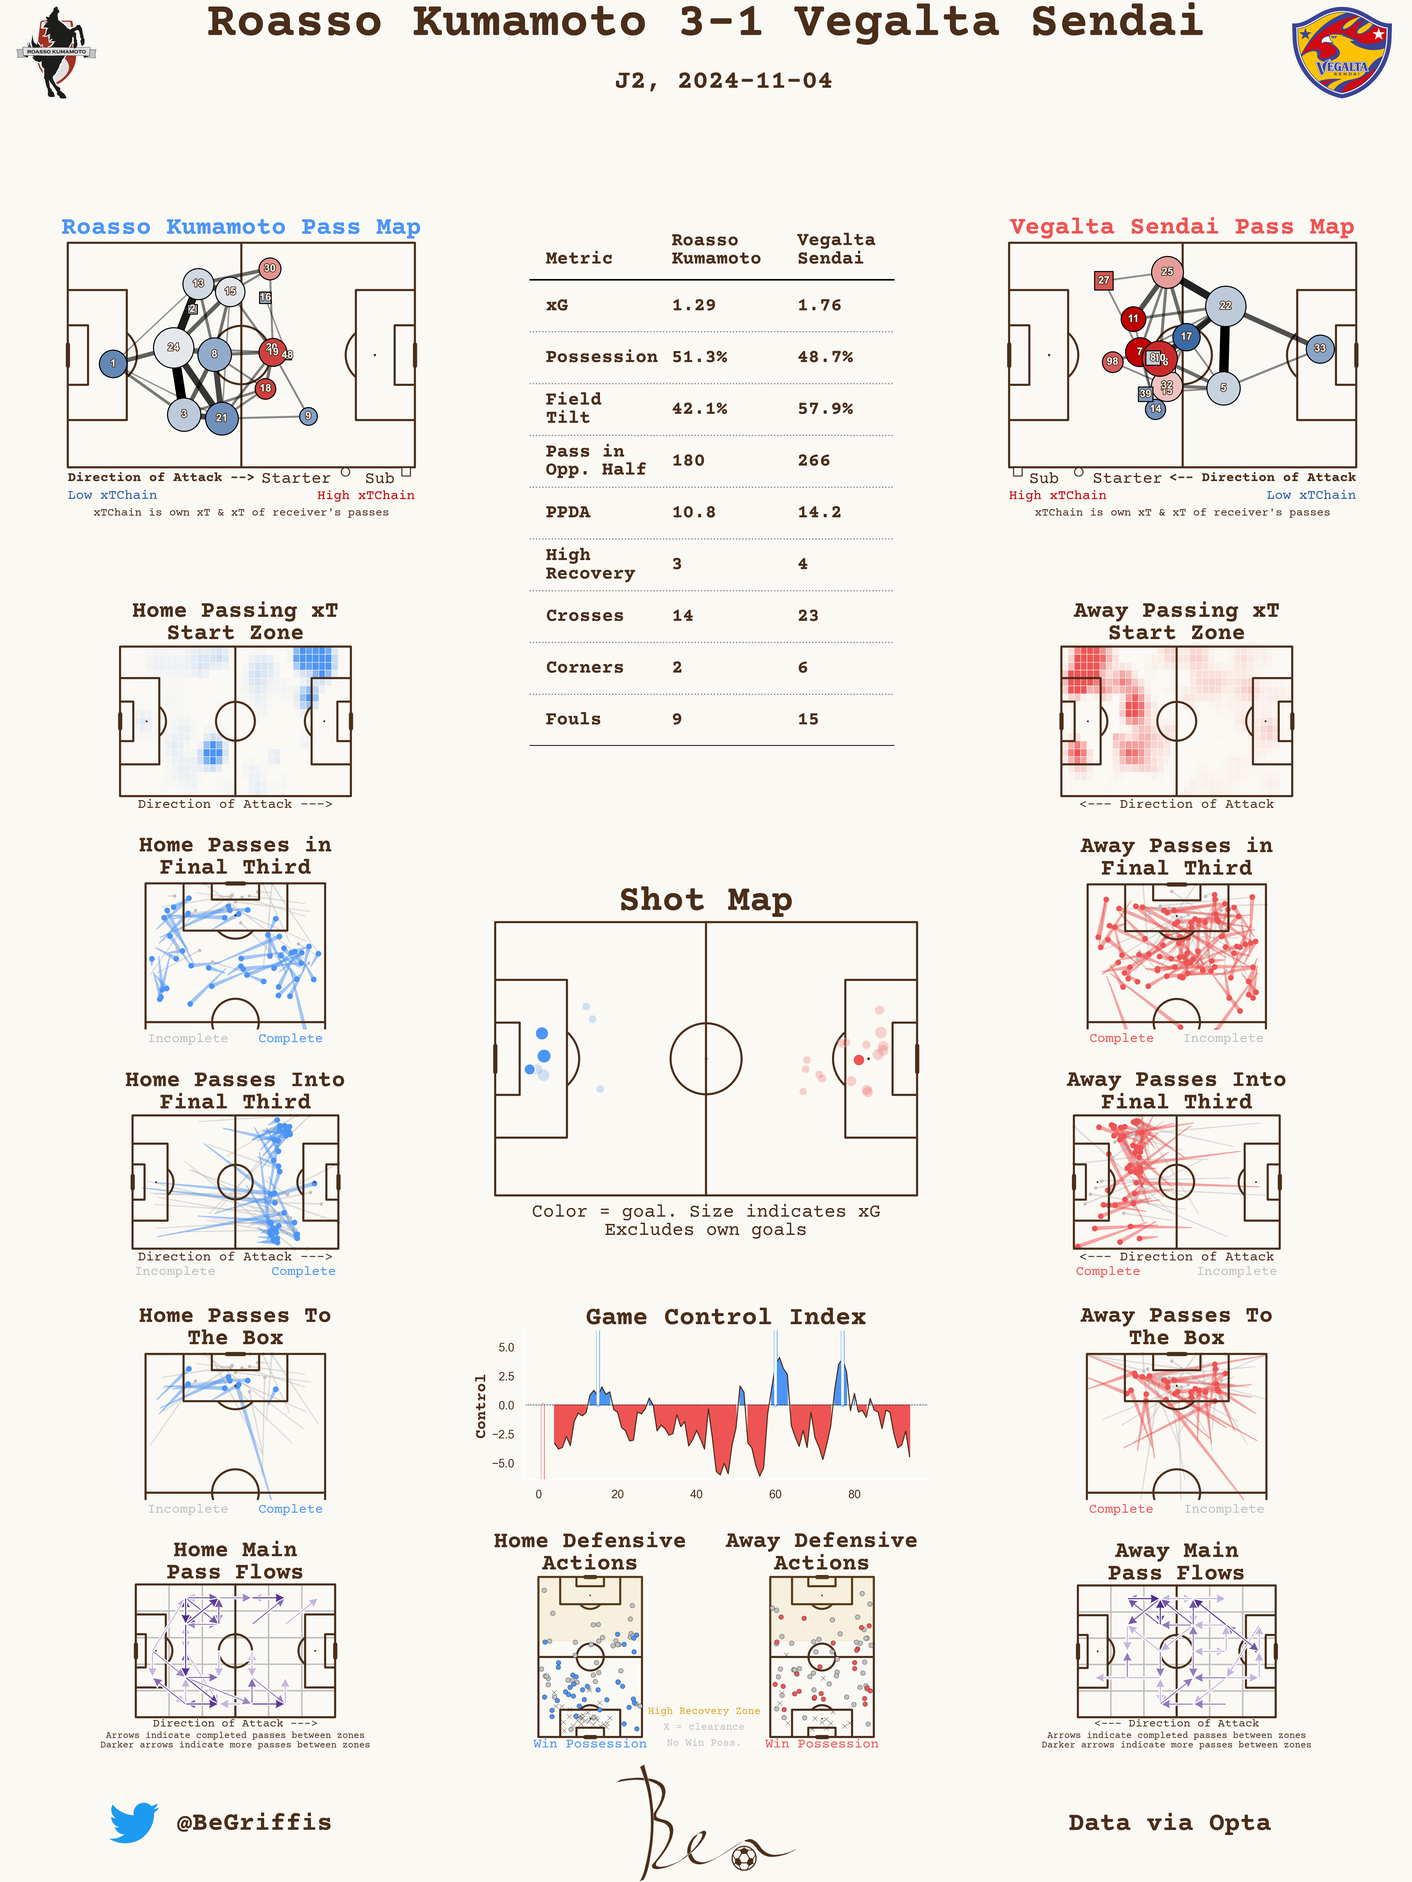 Roasso Kumamoto 3-1 Vegalta Sendai
J2, 2024-11-04
ROASSO KUMAMOTO
VEGALTA
SENDAI
Roasso Kumamoto Pass Map
13
15
30
16
2
24
8
20
19
48
1
18
3
21
9
Direction of Attack --> Starter Sub
Low xTChain High xTChain
xTChain is own xT & xT of receiver's passes
Metric Roasso Kumamoto Vegalta Sendai
xG 1.29 1.76
Possession 51.3% 48.7%
Field Tilt 42.1% 57.9%
Pass in Opp. Half 180 266
PPDA 10.8 14.2
High Recovery 3 4
Crosses 14 23
Corners 2 6
Fouls 9 15
Vegalta Sendai Pass Map
27
25
22
11
17
7
8
10
6
98
33
32
15
39
5
14
Sub Starter <-- Direction of Attack
High xTChain Low xTChain
xTChain is own xT & xT of receiver's passes
Home Passing xT
Start Zone
Direction of Attack --->
Away Passing xT
Start Zone
<--- Direction of Attack
Home Passes in
Final Third
Incomplete Complete
Away Passes in
Final Third
Complete Incomplete
Shot Map
Color = goal. Size indicates xG
Excludes own goals
Home Passes Into
Final Third
Direction of Attack --->
Incomplete Complete
Away Passes Into
Final Third
<--- Direction of Attack
Complete Incomplete
Home Passes To
The Box
Incomplete Complete
Game Control Index
Control
5.0
2.5
0.0
−2.5
−5.0
0 20 40 60 80
Away Passes To
The Box
Complete Incomplete
Home Main
Pass Flows
Direction of Attack --->
Arrows indicate completed passes between zones
Darker arrows indicate more passes between zones
Home Defensive
Actions
Win Possession
Away Defensive
Actions
Win Possession
High Recovery Zone
X = clearance
No Win Poss.
Away Main
Pass Flows
<--- Direction of Attack
Arrows indicate completed passes between zones
Darker arrows indicate more passes between zones
@BeGriffis
Ben
Data via Opta